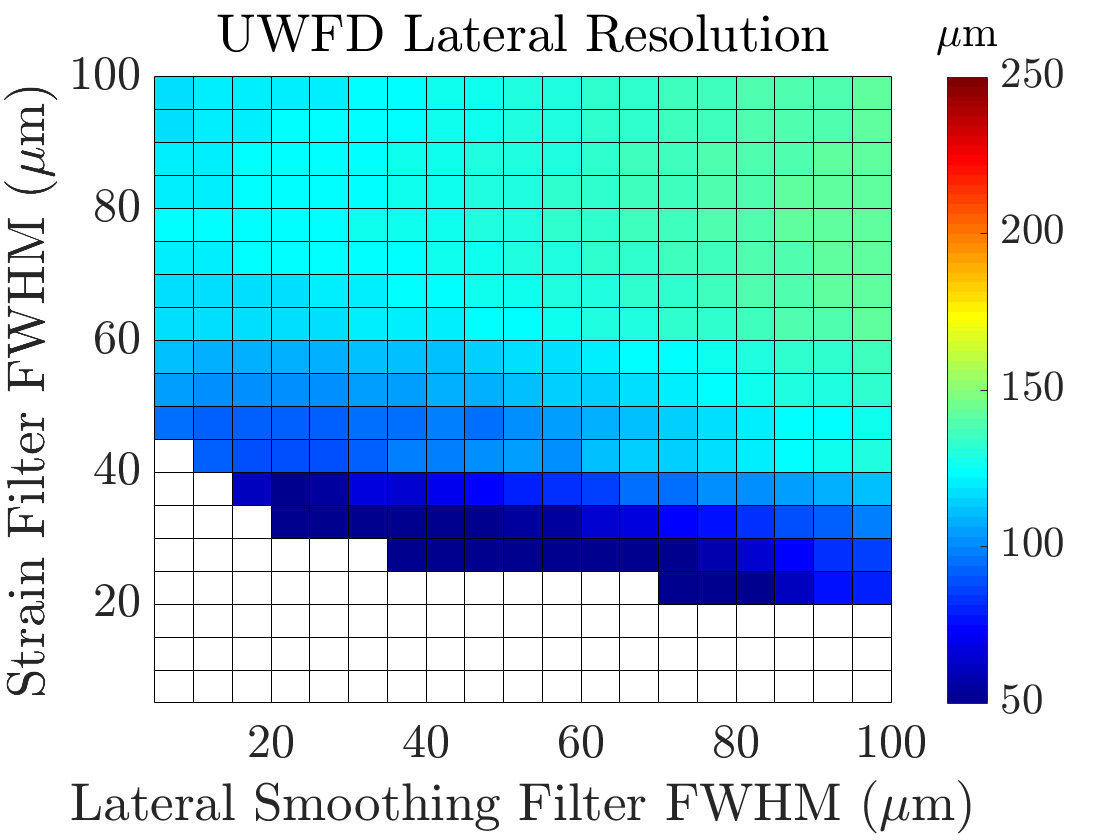 UWFD Lateral Resolution
μm
Strain Filter FWHM (μm)
100
80
60
40
20
20 40 60 80 100
Lateral Smoothing Filter FWHM (μm)
250
200
150
100
50